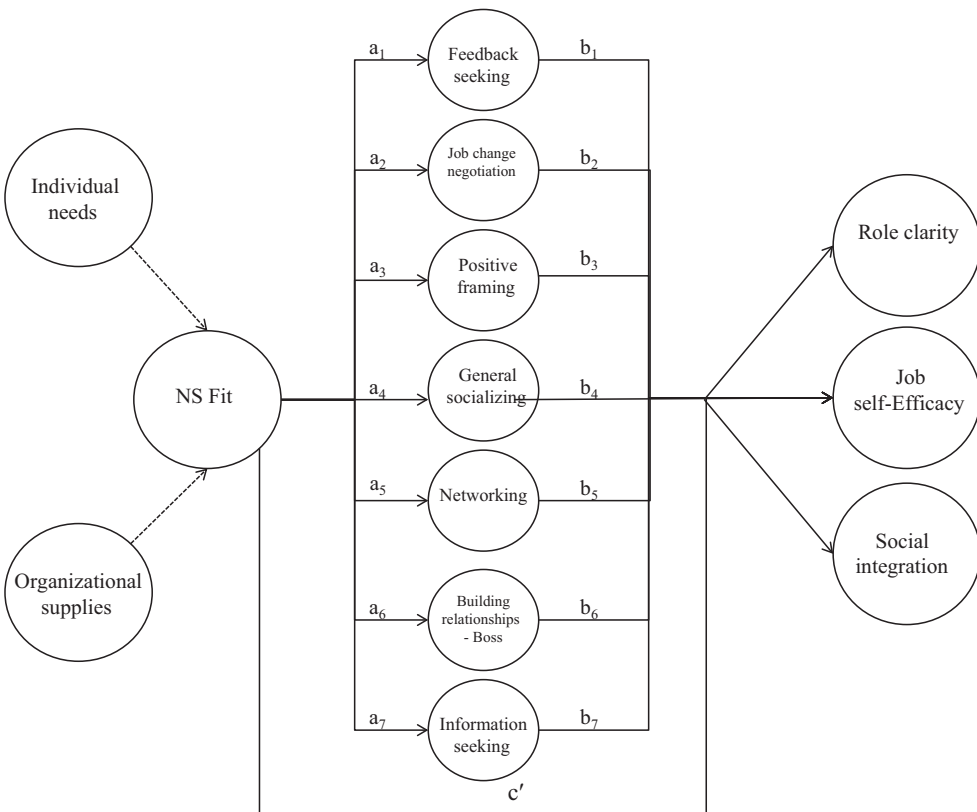 a1
Feedback
seeking
b1
a2
Job change
negotiation
b2
Individual
needs
a3
Positive
framing
b3
Role clarity
NS Fit
a4
General
socializing
b4
Job
self-Efficacy
a5
Networking
b5
Organizational
supplies
Social
integration
a6
Building
relationships
- Boss
b6
a7
Information
seeking
b7
c′